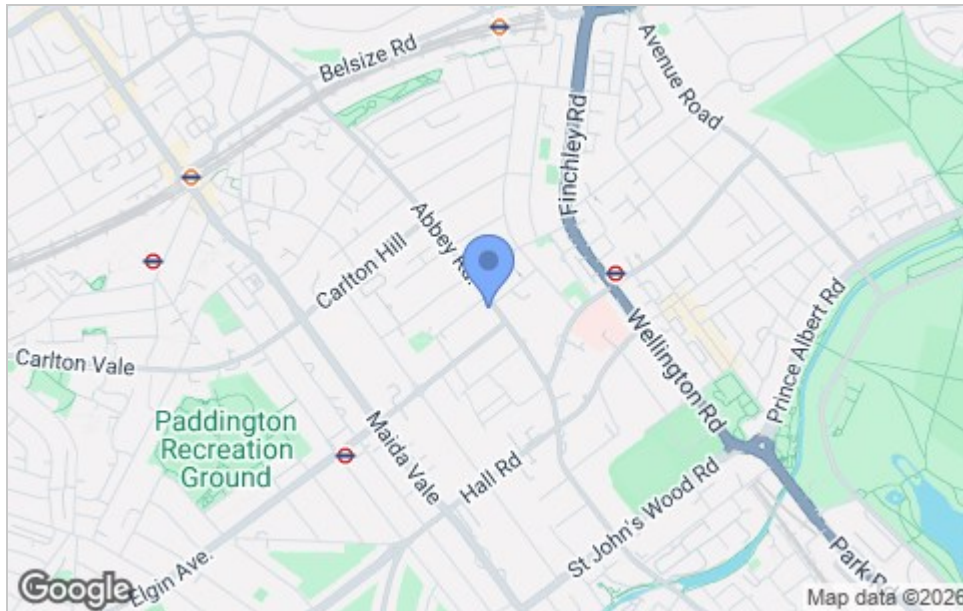 Belsize Rd
Avenue Road
Finchley Rd
Abbey Rd.
Carlton Hill
Carlton Vale
Prince Albert Rd
Wellington Rd
Paddington
Recreation
Ground
Maida Vale
Hall Rd
St John's Wood Rd
Elgin Ave.
Park
Google
Map data ©2026